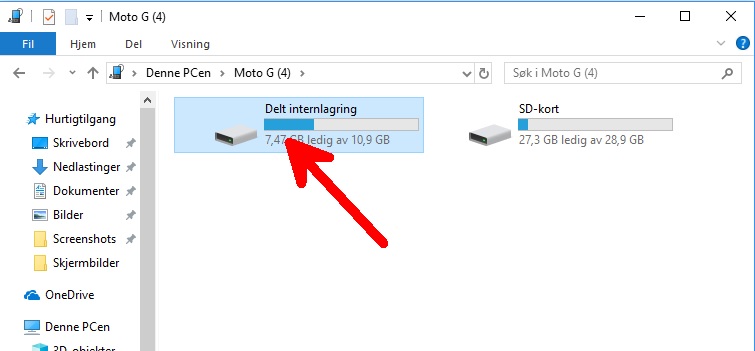 Moto G (4)
Fil Hjem Del Visning
Denne PCen Moto G (4) Søk i Moto G (4)
Hurtigtilgang
Skrivebord
Nedlastinger
Dokumenter
Bilder
Screenshots
Skjermbilder
OneDrive
Denne PCen
3D-objekter
Delt internlagring
7,47 GB ledig av 10,9 GB
SD-kort
27,3 GB ledig av 28,9 GB